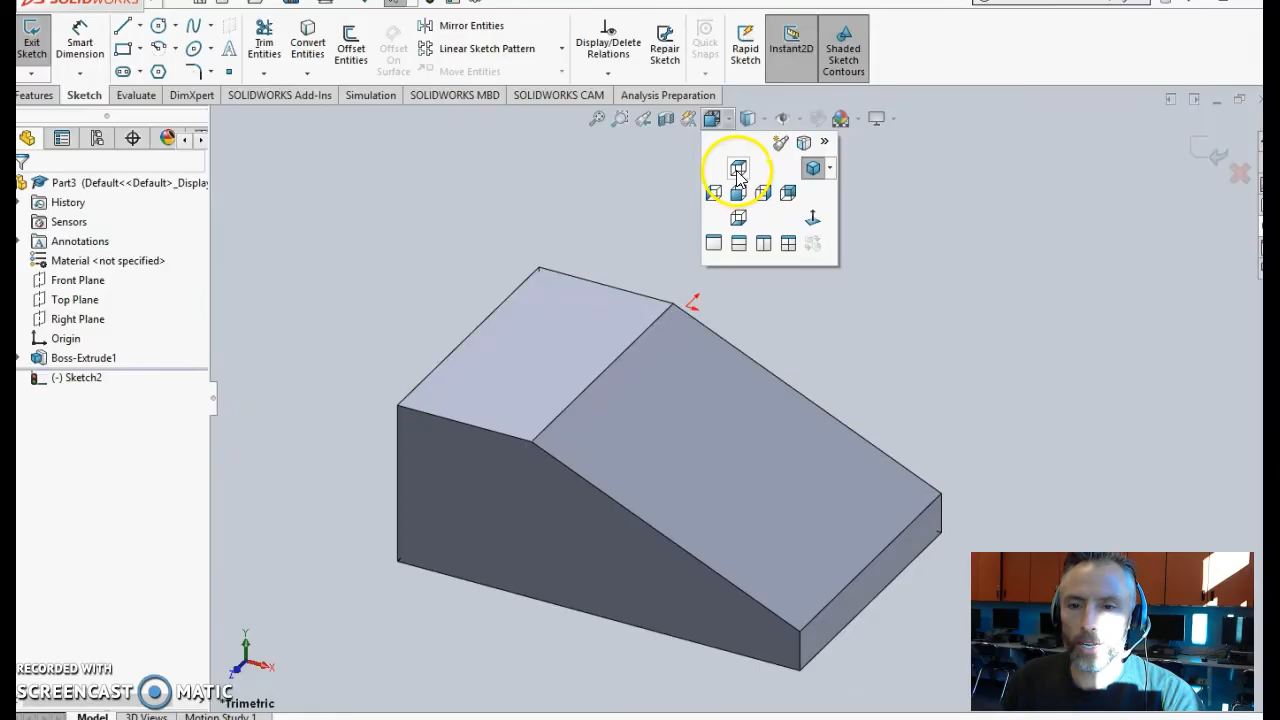 SOLIDWORKS
Exit Sketch
Smart Dimension
Trim Entities
Convert Entities
Offset Entities
Offset On Surface
Mirror Entities
Linear Sketch Pattern
Move Entities
Display/Delete Relations
Repair Sketch
Quick Snaps
Rapid Sketch
Instant2D
Shaded Sketch Contours
Features
Sketch
Evaluate
DimXpert
SOLIDWORKS Add-Ins
Simulation
SOLIDWORKS MBD
SOLIDWORKS CAM
Analysis Preparation
Part3 (Default<<Default>_Display
History
Sensors
Annotations
Material <not specified>
Front Plane
Top Plane
Right Plane
Origin
Boss-Extrude1
(-) Sketch2
Y
X
Z
*Trimetric
RECORDED WITH
SCREENCAST MATIC
Model
3D Views
Motion Study 1